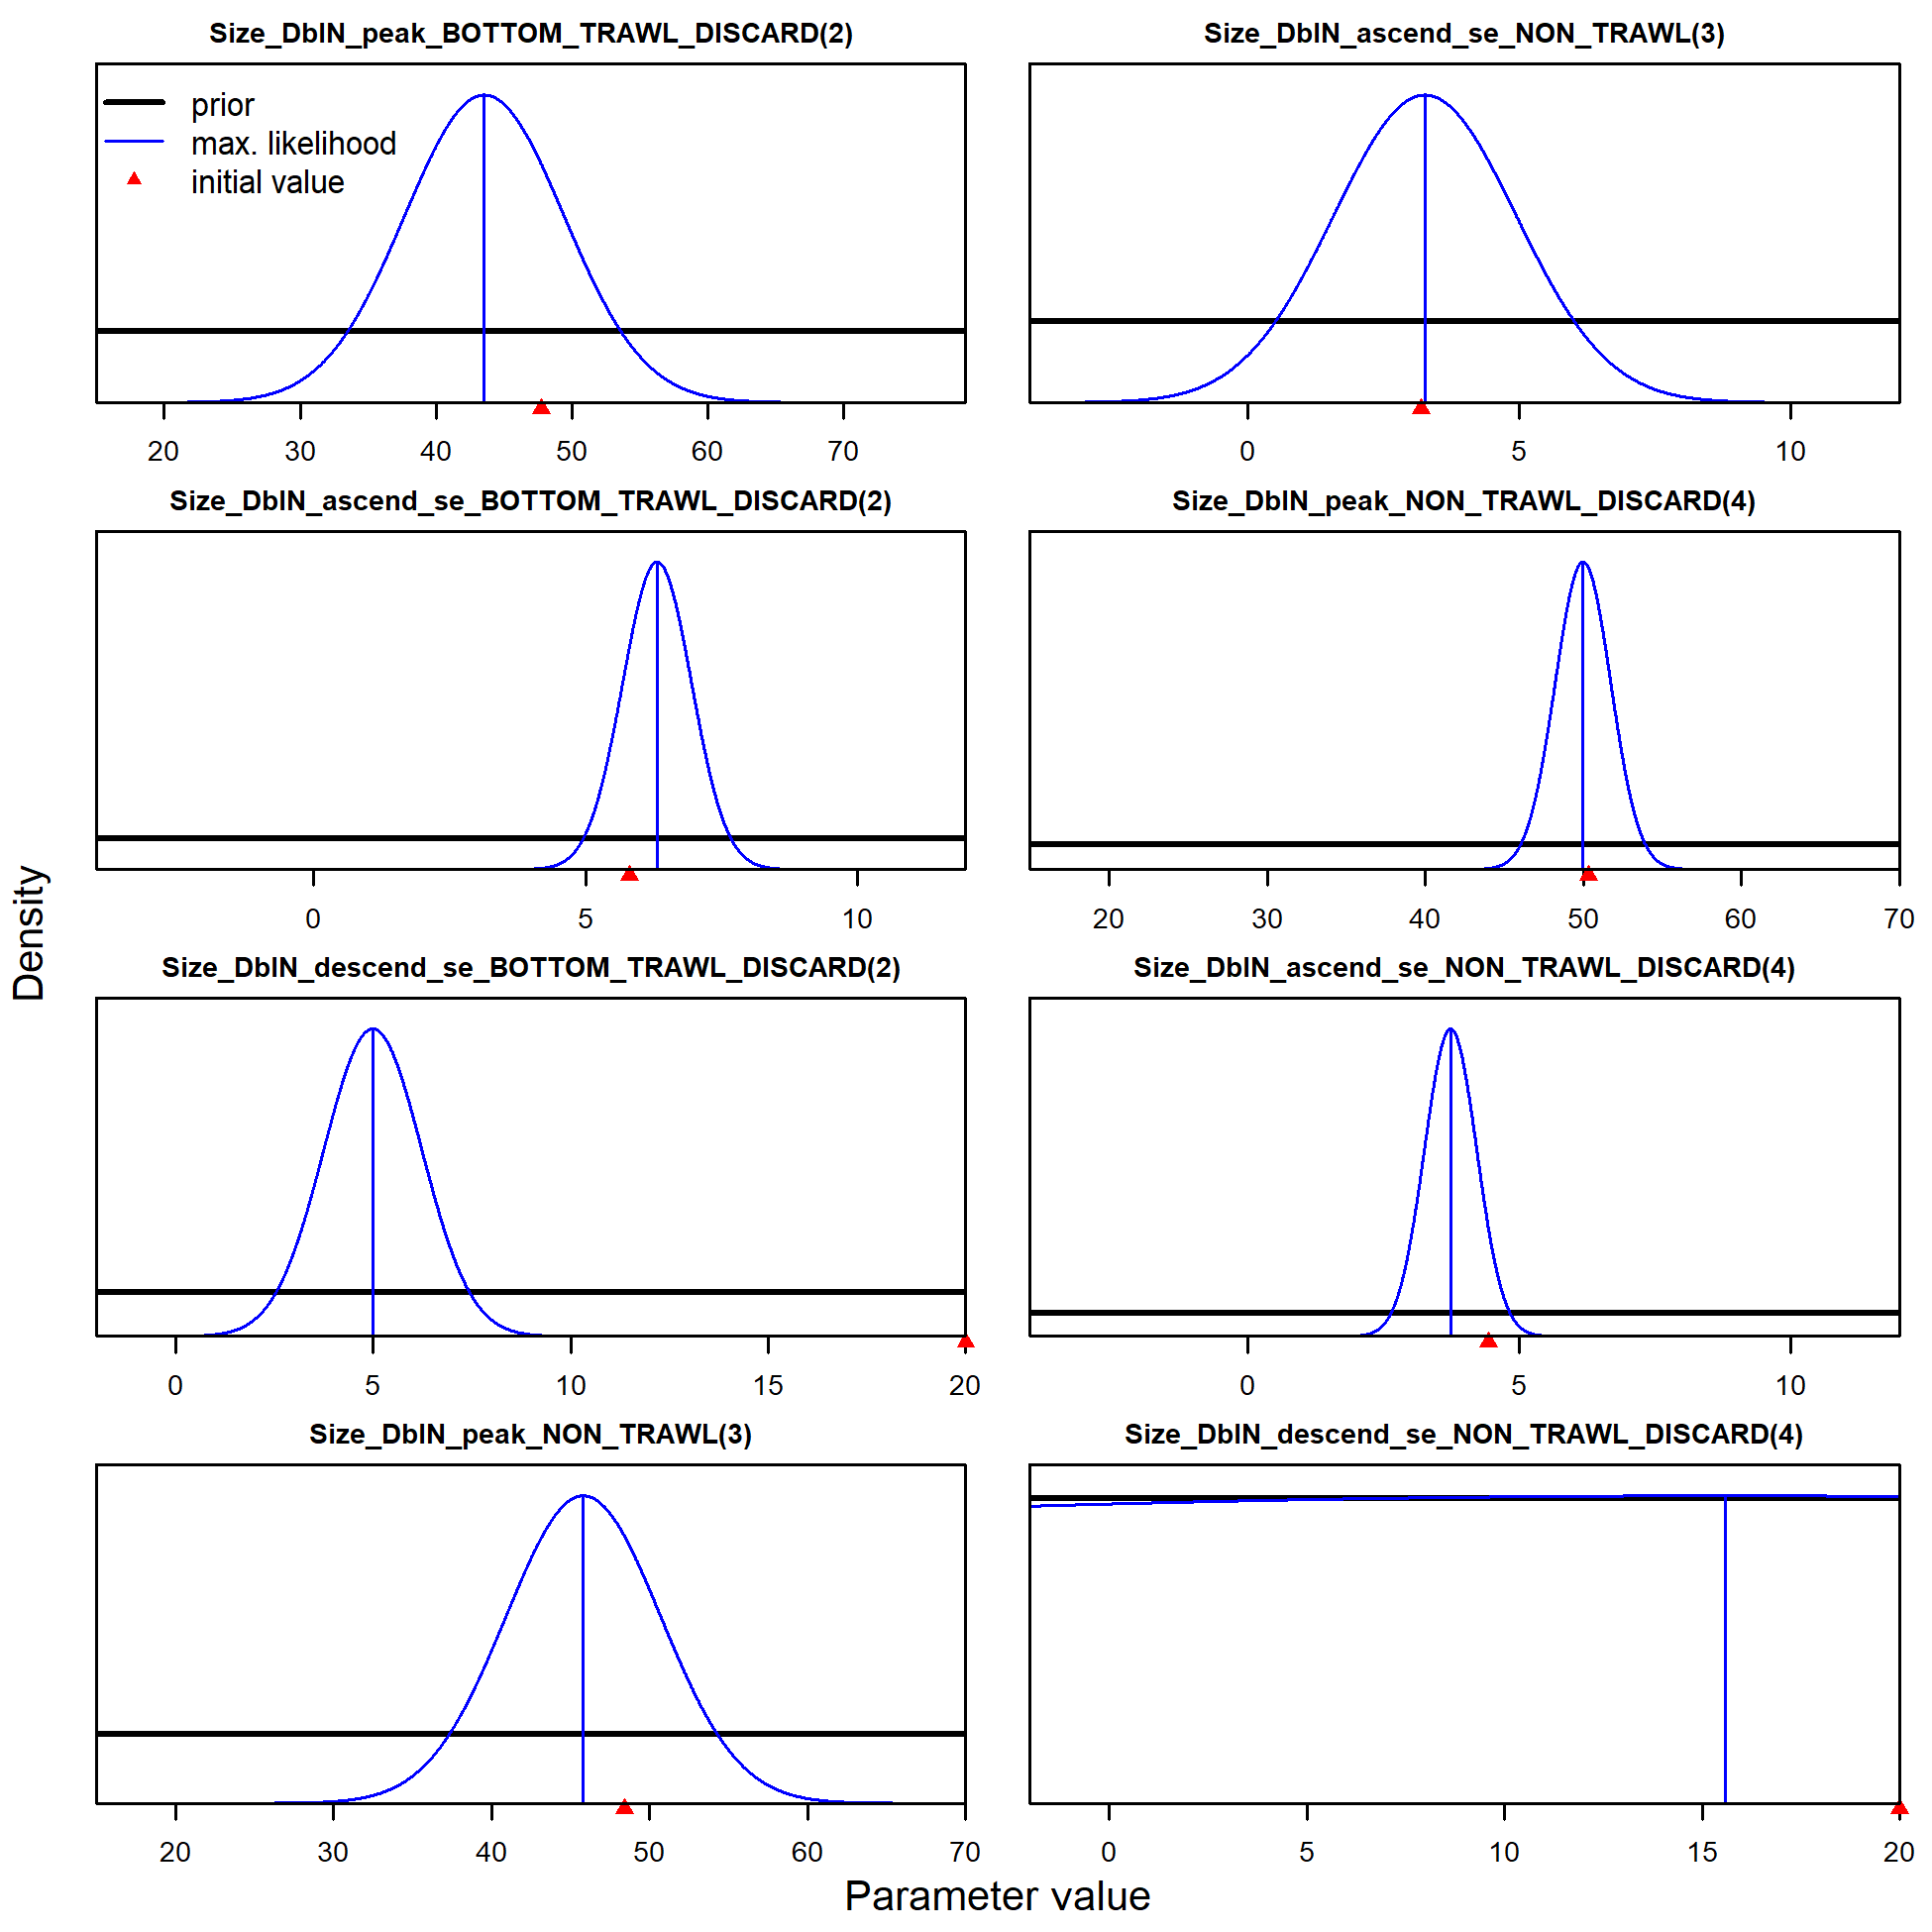 Size_DblN_peak_BOTTOM_TRAWL_DISCARD(2)
prior
max. likelihood
initial value
20 30 40 50 60 70
Size_DblN_ascend_se_NON_TRAWL(3)
0 5 10
Size_DblN_ascend_se_BOTTOM_TRAWL_DISCARD(2)
0 5 10
Size_DblN_peak_NON_TRAWL_DISCARD(4)
20 30 40 50 60 70
Size_DblN_descend_se_BOTTOM_TRAWL_DISCARD(2)
0 5 10 15 20
Size_DblN_ascend_se_NON_TRAWL_DISCARD(4)
0 5 10
Size_DblN_peak_NON_TRAWL(3)
20 30 40 50 60 70
Size_DblN_descend_se_NON_TRAWL_DISCARD(4)
0 5 10 15 20
Density
Parameter value